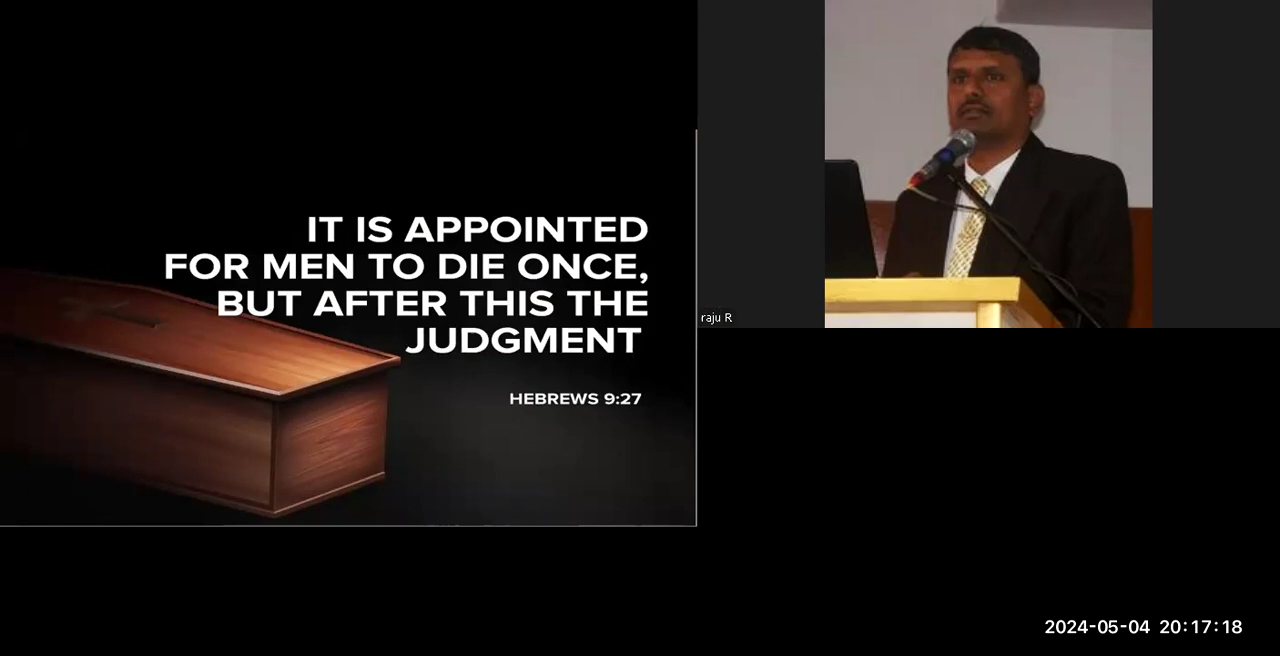 IT IS APPOINTED
FOR MEN TO DIE ONCE,
BUT AFTER THIS THE
JUDGMENT
HEBREWS 9:27
raju R
2024-05-04 20:17:18